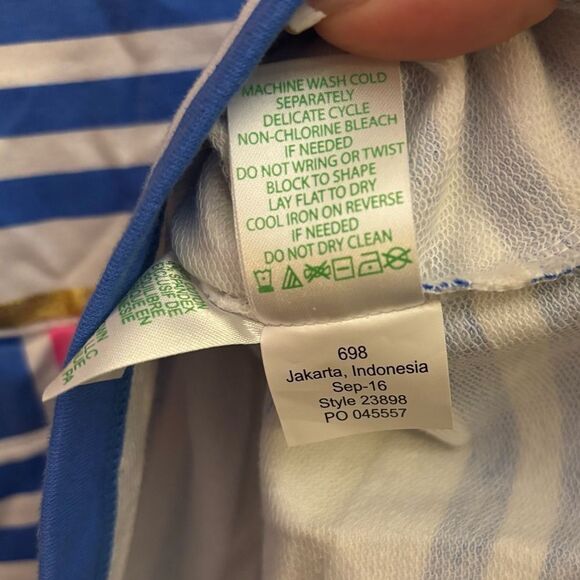 MACHINE WASH COLD
SEPARATELY
DELICATE CYCLE
NON-CHLORINE BLEACH
IF NEEDED
DO NOT WRING OR TWIST
BLOCK TO SHAPE
LAY FLAT TO DRY
COOL IRON ON REVERSE
IF NEEDED
DO NOT DRY CLEAN
698
Jakarta, Indonesia
Sep-16
Style 23898
PO 045557